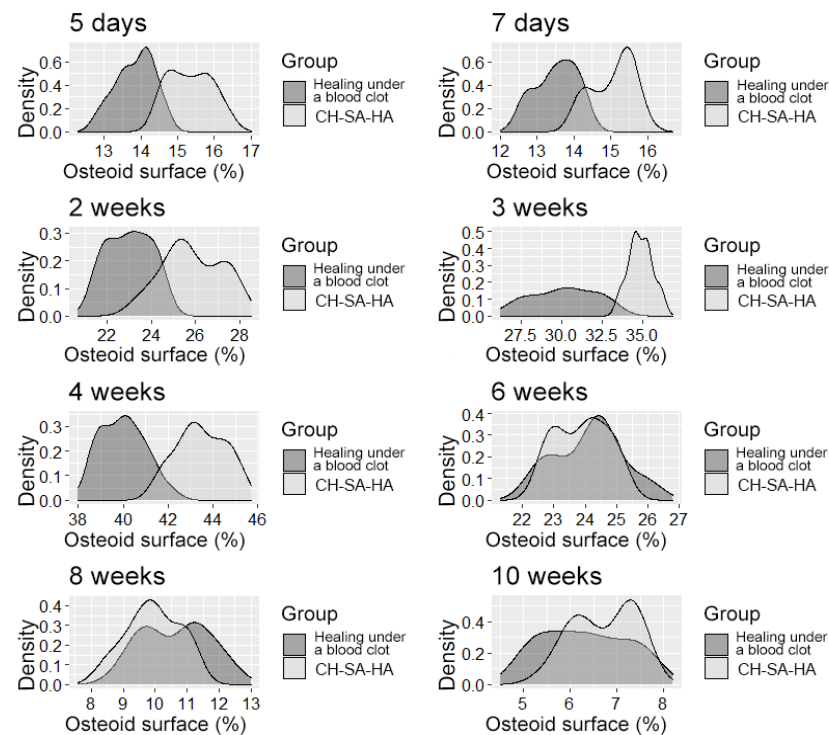 5 days
Density
0.6
0.4
0.2
0.0
13 14 15 16 17
Osteoid surface (%)
Group
Healing under
a blood clot
CH-SA-HA
7 days
Density
0.6
0.4
0.2
0.0
12 13 14 15 16
Osteoid surface (%)
Group
Healing under
a blood clot
CH-SA-HA
2 weeks
Density
0.3
0.2
0.1
0.0
22 24 26 28
Osteoid surface (%)
Group
Healing under
a blood clot
CH-SA-HA
3 weeks
Density
0.5
0.4
0.3
0.2
0.1
0.0
27.5 30.0 32.5 35.0
Osteoid surface (%)
Group
Healing under
a blood clot
CH-SA-HA
4 weeks
Density
0.3
0.2
0.1
0.0
38 40 42 44 46
Osteoid surface (%)
Group
Healing under
a blood clot
CH-SA-HA
6 weeks
Density
0.4
0.3
0.2
0.1
0.0
22 23 24 25 26 27
Osteoid surface (%)
Group
Healing under
a blood clot
CH-SA-HA
8 weeks
Density
0.4
0.3
0.2
0.1
0.0
8 9 10 11 12 13
Osteoid surface (%)
Group
Healing under
a blood clot
CH-SA-HA
10 weeks
Density
0.4
0.2
0.0
5 6 7 8
Osteoid surface (%)
Group
Healing under
a blood clot
CH-SA-HA